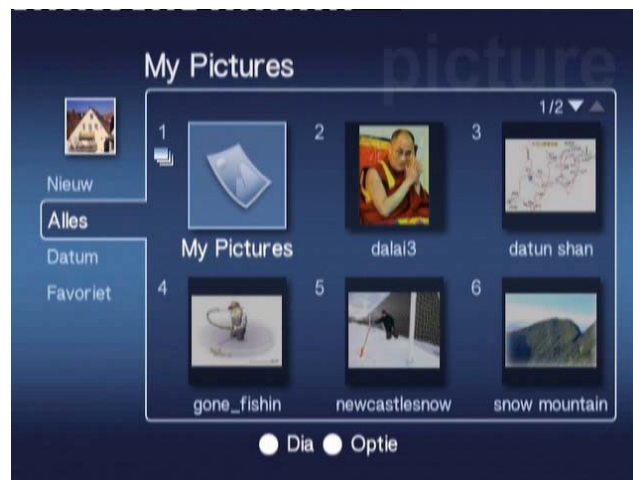 picture
My Pictures
1/2
Nieuw
Alles
Datum
Favoriet
1
My Pictures
2
dalai3
3
datun shan
4
gone_fishin
5
newcastlesnow
6
snow mountain
Dia Optie